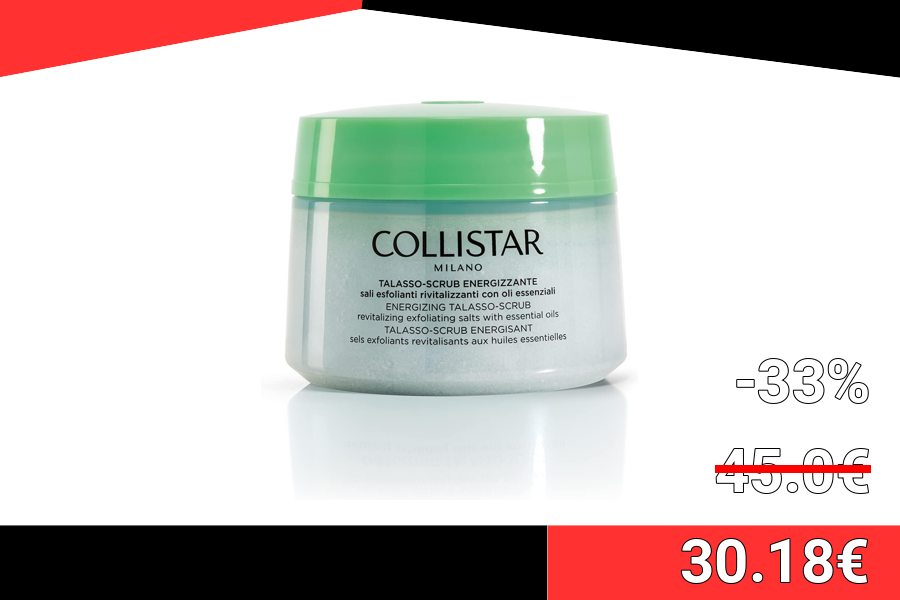 COLLISTAR
MILANO
TALASSO-SCRUB ENERGIZZANTE
sali esfolianti rivitalizzanti con oli essenziali
ENERGIZING TALASSO-SCRUB
revitalizing exfoliating salts with essential oils
TALASSO-SCRUB ENERGISANT
sels exfoliants revitalisants aux huiles essentielles
-33%
45.0€
30.18€